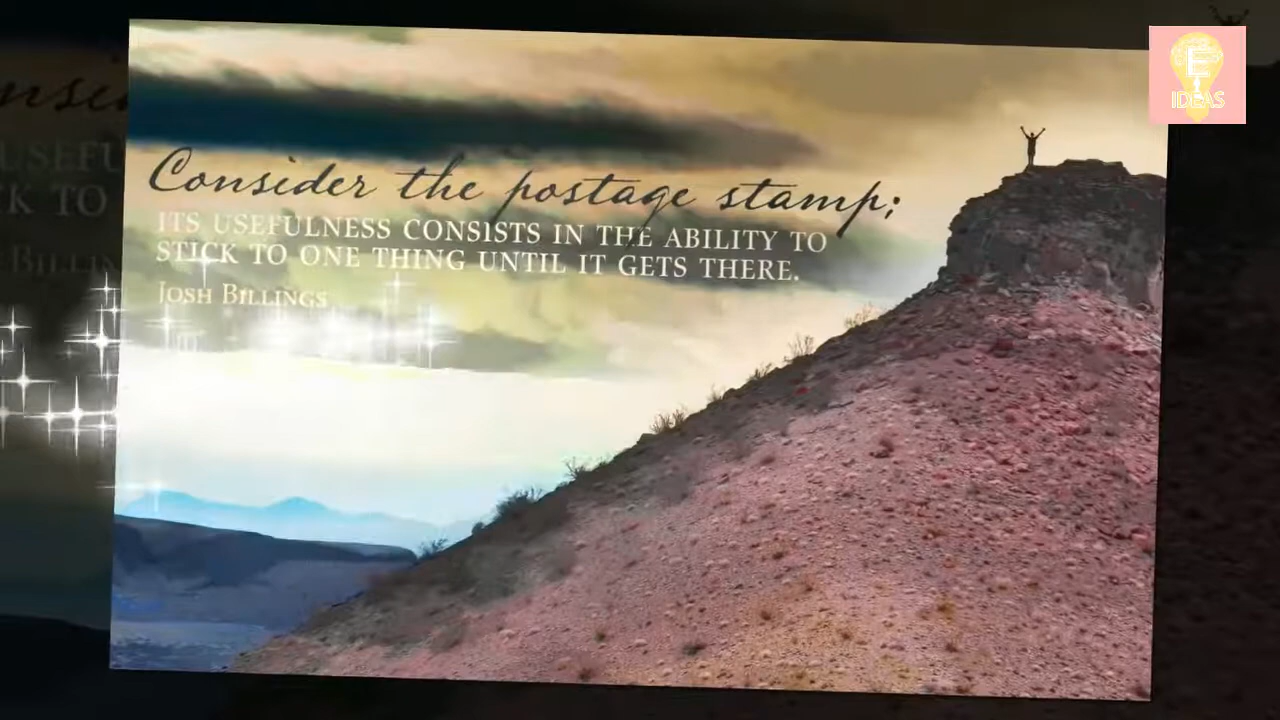 Consider the postage stamp;
ITS USEFULNESS CONSISTS IN THE ABILITY TO
STICK TO ONE THING UNTIL IT GETS THERE.
JOSH BILLINGS
E
IDEAS